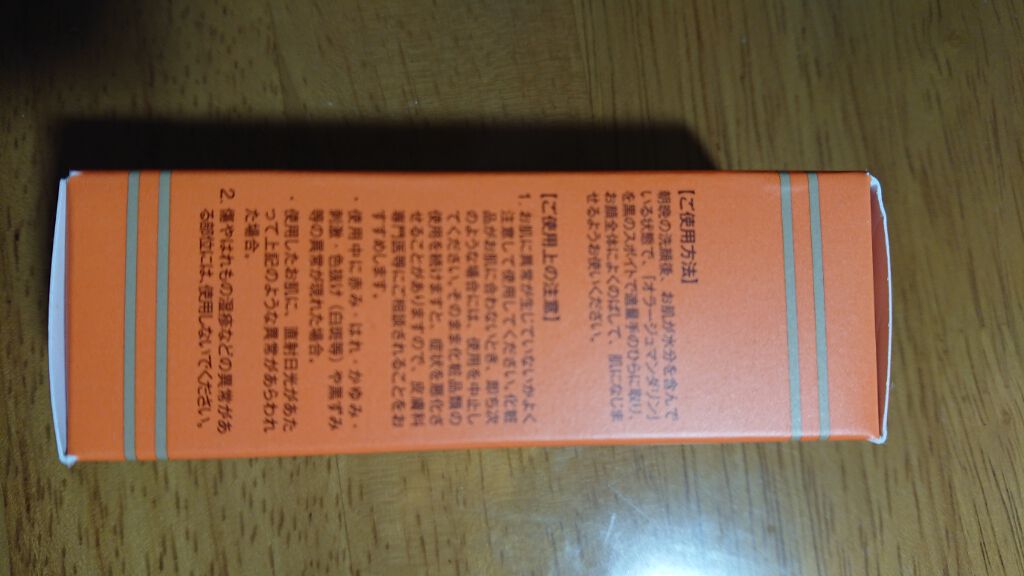 【ご使用方法】
朝晩の洗顔後、お肌が水分を含んで
いる状態で、「オラージュマンダリン」
を黒のスポイトで適量手のひらに取り、
お顔全体によくのばして、肌になじま
せるようお使いください。
【ご使用上の注意】
1. お肌に異常が生じていないかよく
注意して使用してください。化粧
品がお肌に合わないとき、即ち次
のような場合には、使用を中止し
てください。そのまま化粧品類の
使用を続けますと、症状を悪化さ
せることがありますので、皮膚科
専門医等にご相談されることをお
すすめします。
・使用中に赤み・はれ・かゆみ・
刺激・色抜け（白斑等）や黒ずみ
等の異常が現れた場合。
・使用したお肌に、直射日光があた
って上記のような異常があらわれ
た場合。
2. 傷やはれもの湿疹などの異常があ
る部位には、使用しないでください。